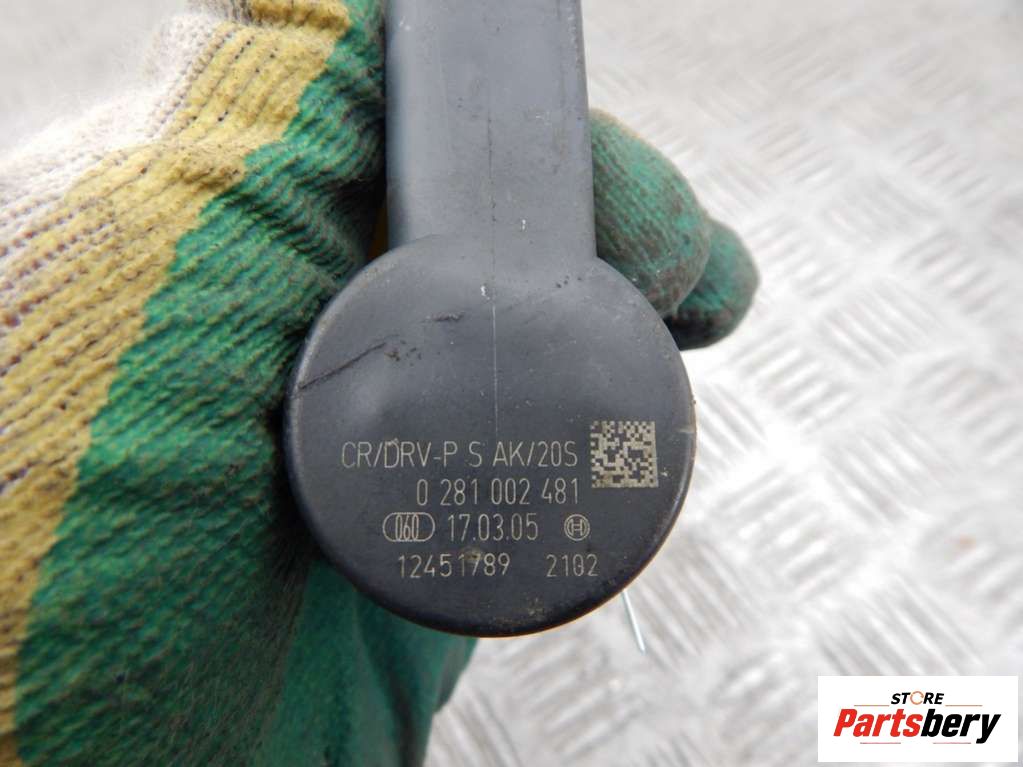 CR/DRV-P S AK/20S
0 281 002 481
060 17.03.05
12451789 2102
STORE
Partsbery